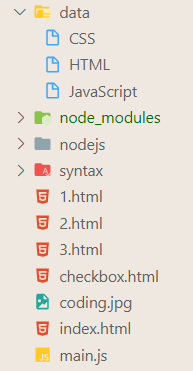 data
CSS
HTML
JavaScript
node_modules
nodejs
syntax
1.html
2.html
3.html
checkbox.html
coding.jpg
index.html
JS main.js